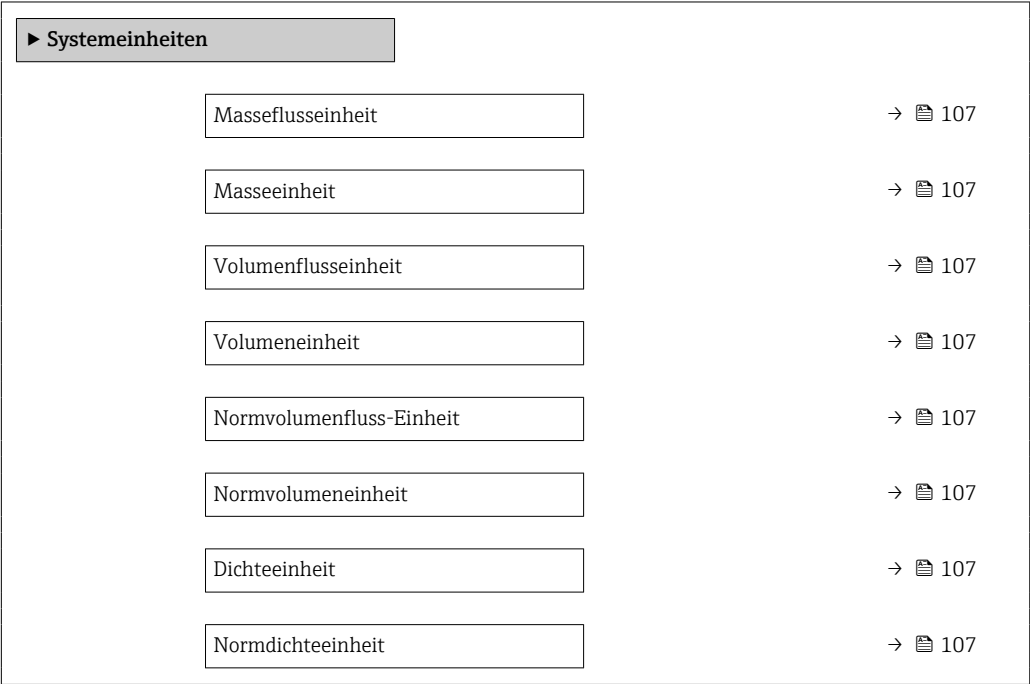 ▶ Systemeinheiten
Masseflusseinheit → 107
Masseeinheit → 107
Volumenflusseinheit → 107
Volumeneinheit → 107
Normvolumenfluss-Einheit → 107
Normvolumeneinheit → 107
Dichteeinheit → 107
Normdichteeinheit → 107